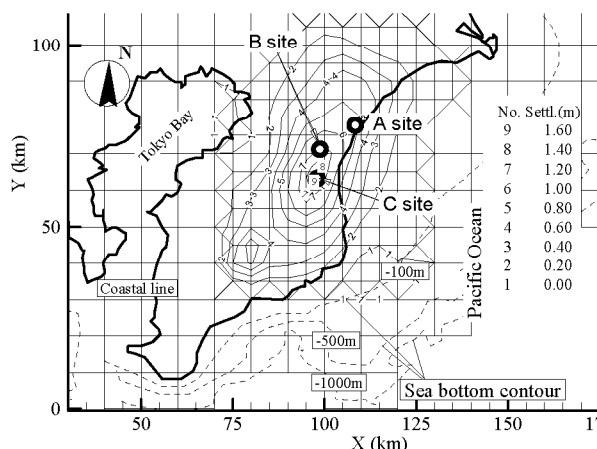 100
B site
N
A site
Tokyo Bay
No. Settl.(m)
9 1.60
8 1.40
7 1.20
6 1.00
5 0.80
4 0.60
3 0.40
2 0.20
1 0.00
Y (km)
50
C site
Pacific Ocean
-100m
Coastal line
-500m
-1000m
Sea bottom contour
0
50
75
100
125
150
X (km)